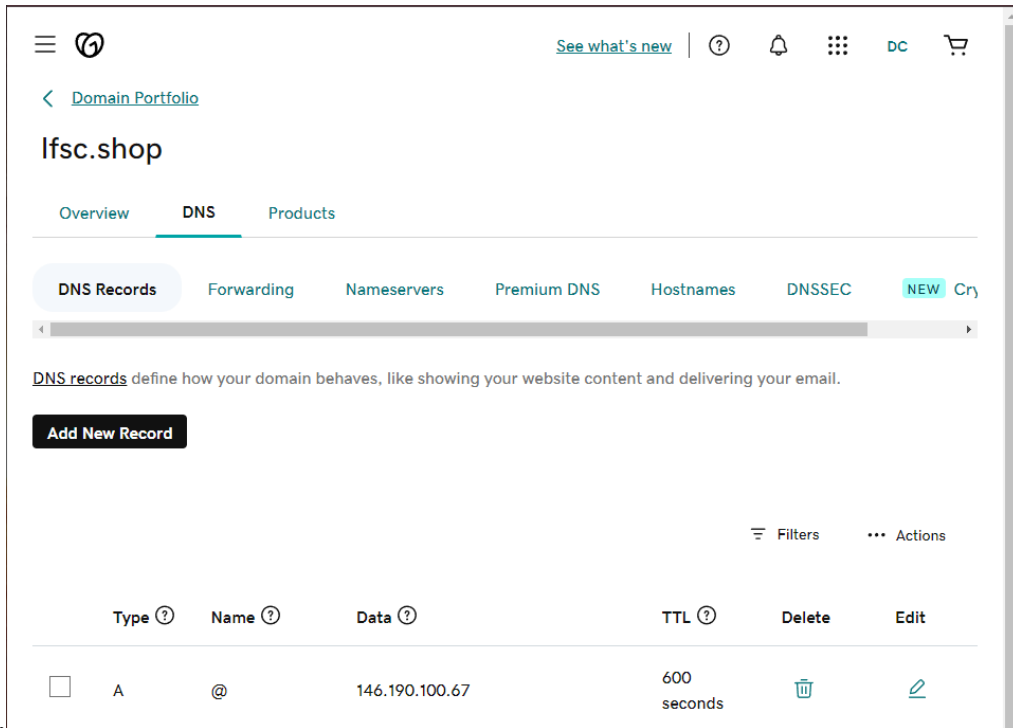 See what's new
DC
Domain Portfolio
lfsc.shop
Overview DNS Products
DNS Records Forwarding Nameservers Premium DNS Hostnames DNSSEC NEW Cry
DNS records define how your domain behaves, like showing your website content and delivering your email.
Add New Record
Filters Actions
Type Name Data TTL Delete Edit
A @ 146.190.100.67 600 seconds